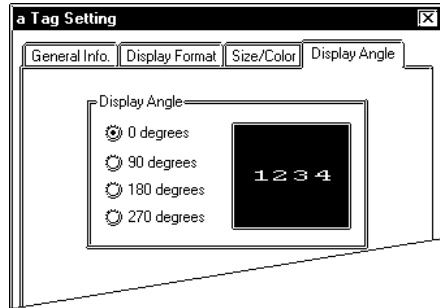 a Tag Setting
General Info. Display Format Size/Color Display Angle
Display Angle
0 degrees
90 degrees
180 degrees
270 degrees
1234